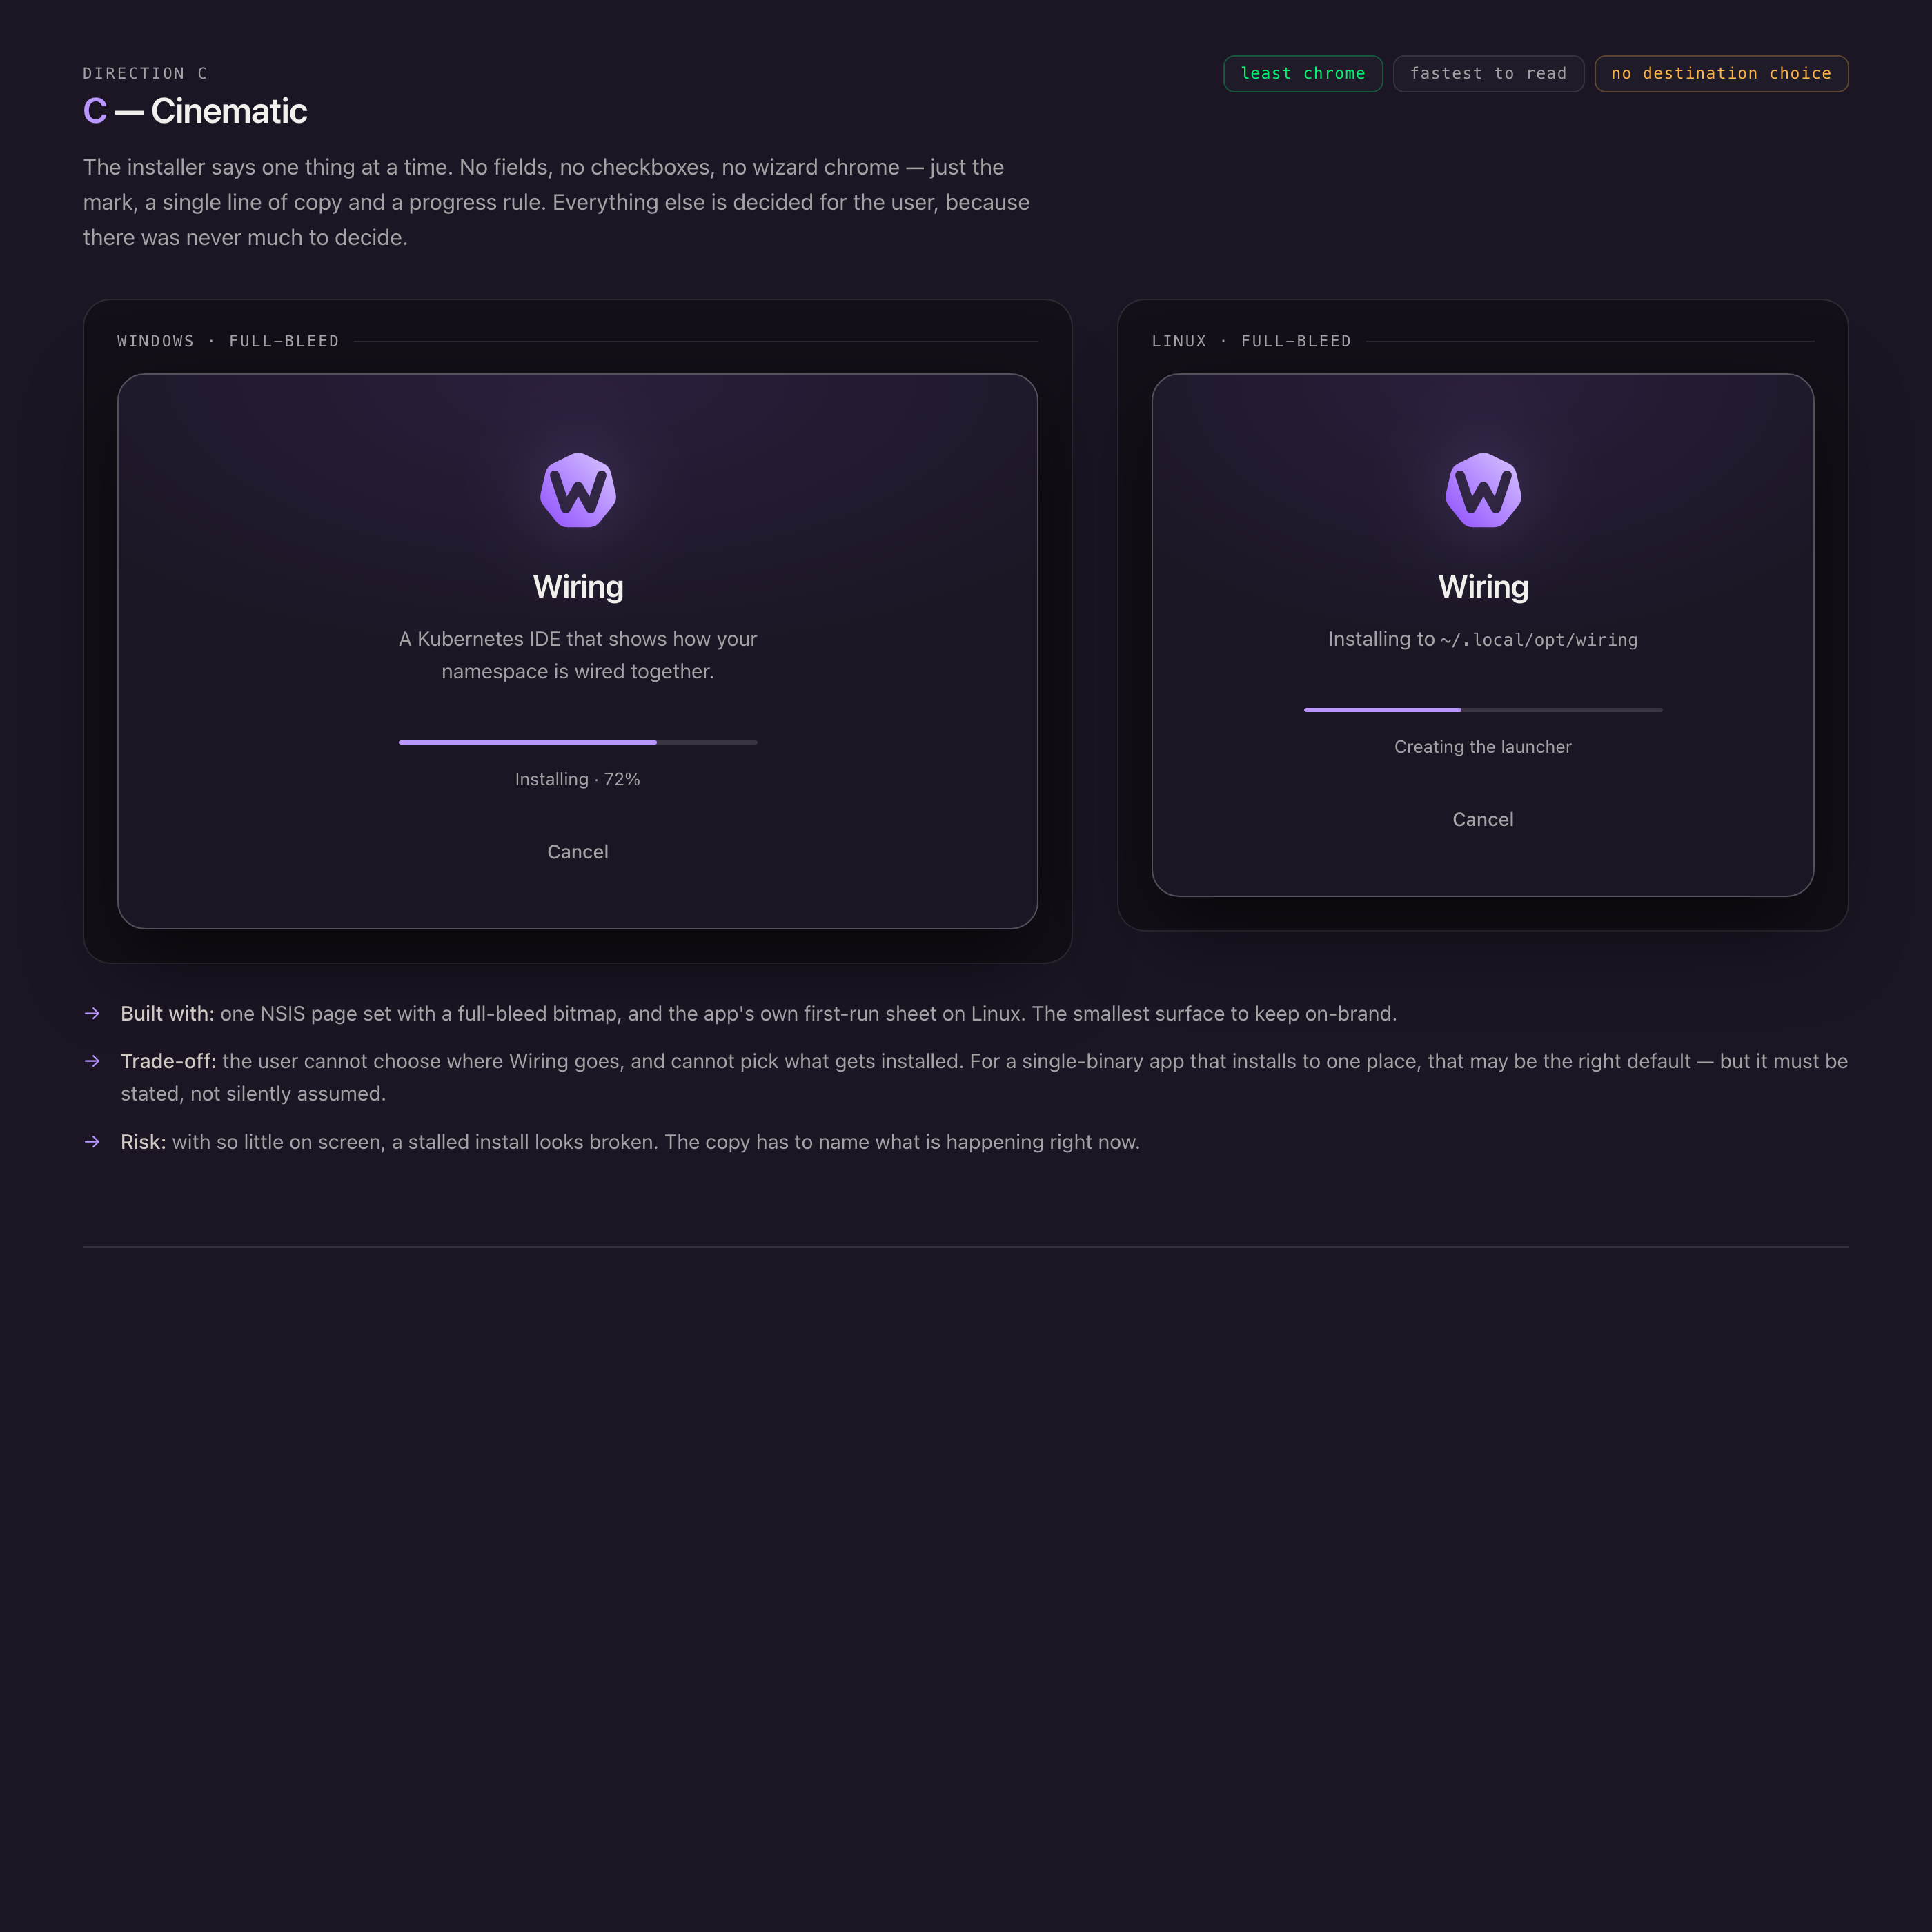 DIRECTION C
C — Cinematic
least chrome
fastest to read
no destination choice
The installer says one thing at a time. No fields, no checkboxes, no wizard chrome — just the
mark, a single line of copy and a progress rule. Everything else is decided for the user, because
there was never much to decide.
WINDOWS · FULL-BLEED
W
Wiring
A Kubernetes IDE that shows how your
namespace is wired together.
Installing · 72%
Cancel
LINUX · FULL-BLEED
W
Wiring
Installing to ~/.local/opt/wiring
Creating the launcher
Cancel
→ Built with: one NSIS page set with a full-bleed bitmap, and the app's own first-run sheet on Linux. The smallest surface to keep on-brand.
→ Trade-off: the user cannot choose where Wiring goes, and cannot pick what gets installed. For a single-binary app that installs to one place, that may be the right default — but it must be
stated, not silently assumed.
→ Risk: with so little on screen, a stalled install looks broken. The copy has to name what is happening right now.